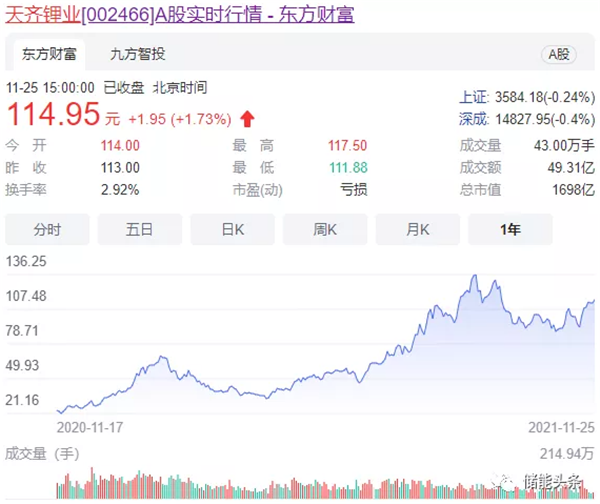 天齐锂业[002466]A股实时行情 - 东方财富
东方财富 九方智投 A股
11-25 15:00:00 已收盘 北京时间
114.95 元 +1.95 (+1.73%)
上证: 3584.18(-0.24%)
深成: 14827.95(-0.4%)
今 开 114.00 最 高 117.50 成交量 43.00万手
昨 收 113.00 最 低 111.88 成交额 49.31亿
换手率 2.92% 市盈(动) 亏损 总市值 1698亿
分时 五日 日K 周K 月K 1年
136.25
107.48
78.71
49.93
21.16
2020-11-17 2021-11-25
成交量（手） 214.94万
储能头条